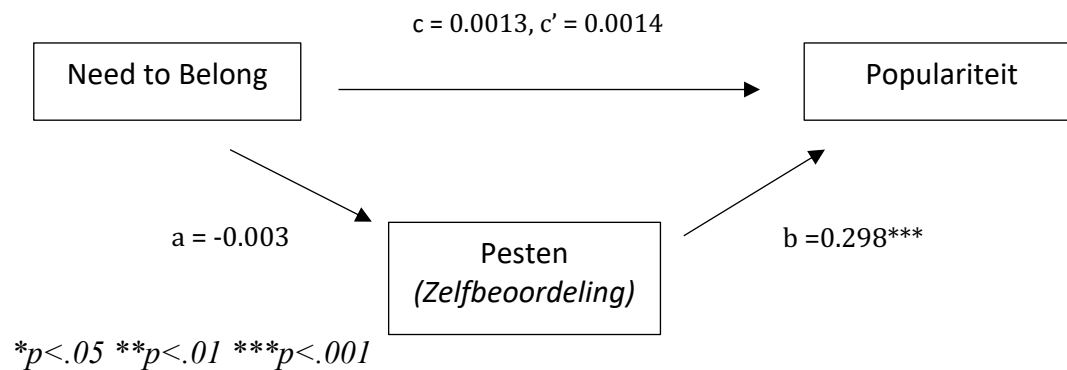 c = 0.0013, c’ = 0.0014
Need to Belong
Populariteit
a = -0.003
Pesten
(Zelfbeoordeling)
b =0.298***
*p<.05 **p<.01 ***p<.001